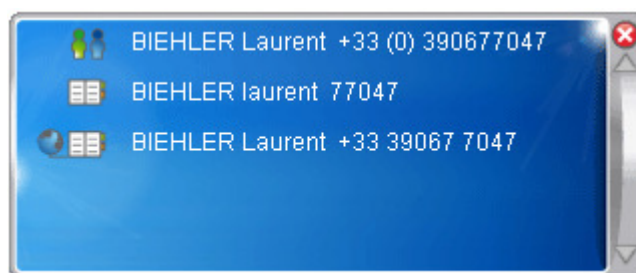 BIEHLER Laurent +33 (0) 390677047
BIEHLER laurent 77047
BIEHLER Laurent +33 39067 7047